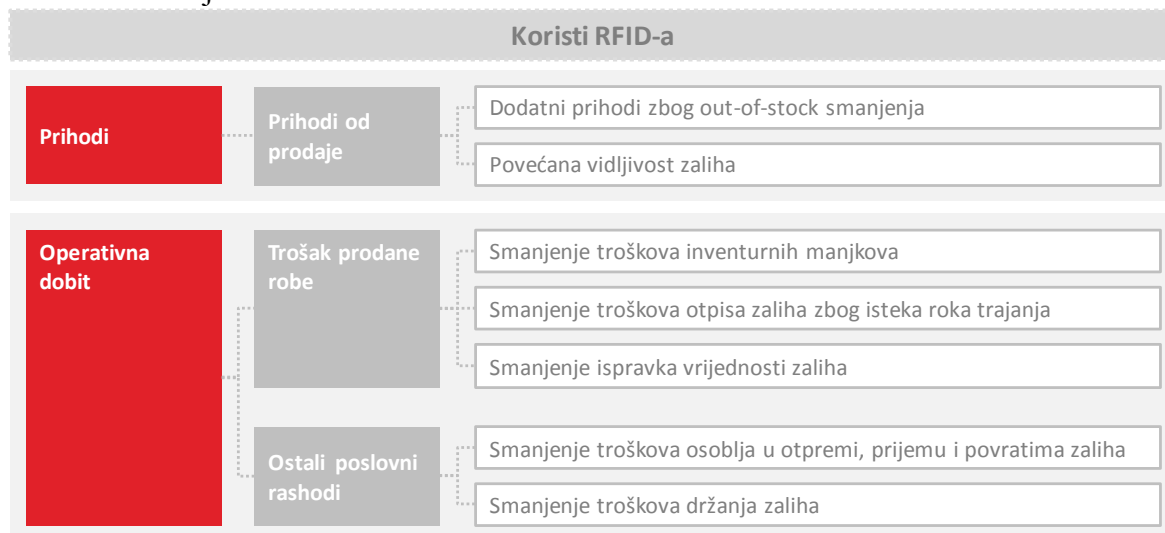 Koristi RFID-a
Prihodi
Prihodi od
prodaje
Dodatni prihodi zbog out-of-stock smanjenja
Povećana vidljivost zaliha
Operativna
dobit
Trošak prodane
robe
Smanjenje troškova inventurnih manjkova
Smanjenje troškova otpisa zaliha zbog isteka roka trajanja
Smanjenje ispravka vrijednosti zaliha
Ostali poslovni
rashodi
Smanjenje troškova osoblja u otpremi, prijemu i povratima zaliha
Smanjenje troškova držanja zaliha